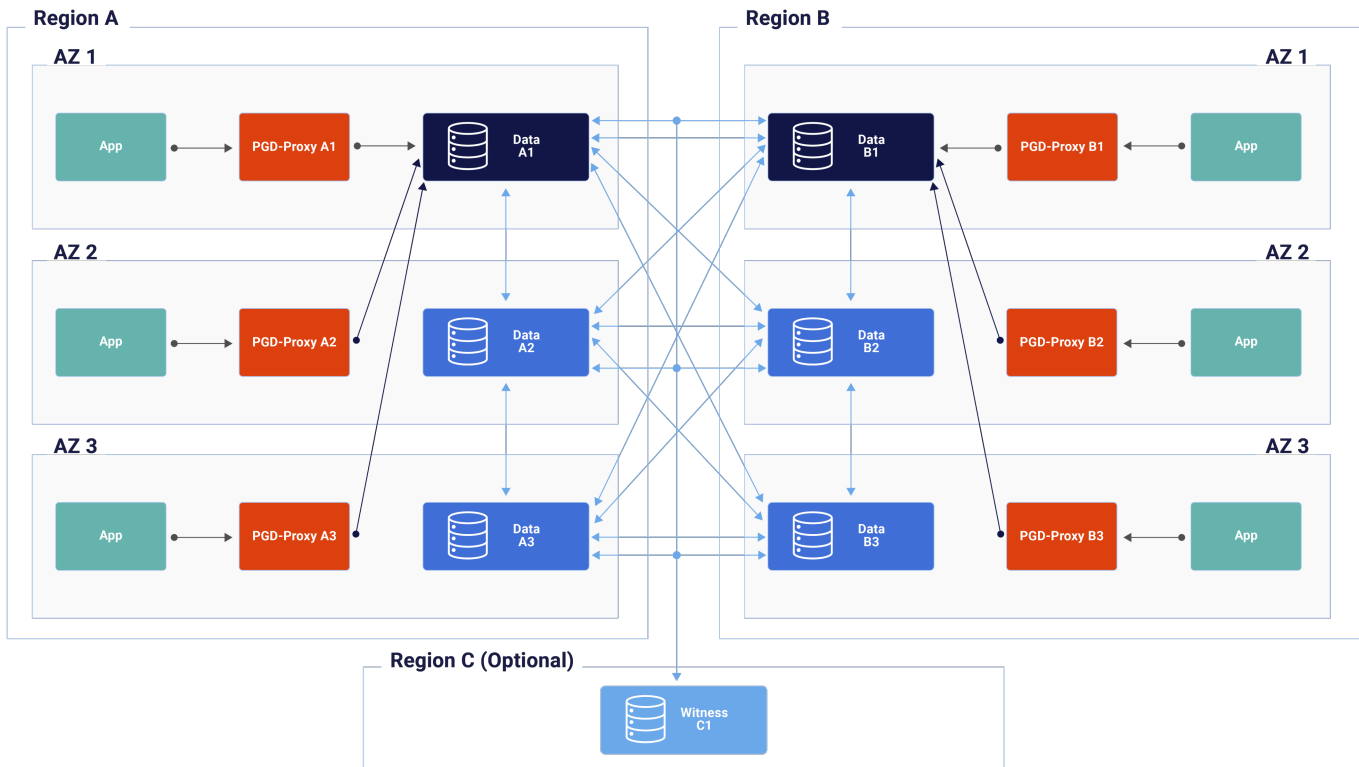 Region A
AZ 1
App
PGD-Proxy A1
Data
A1
AZ 2
App
PGD-Proxy A2
Data
A2
AZ 3
App
PGD-Proxy A3
Data
A3
Region B
AZ 1
Data
B1
PGD-Proxy B1
App
AZ 2
Data
B2
PGD-Proxy B2
App
AZ 3
Data
B3
PGD-Proxy B3
App
Region C (Optional)
Witness
C1